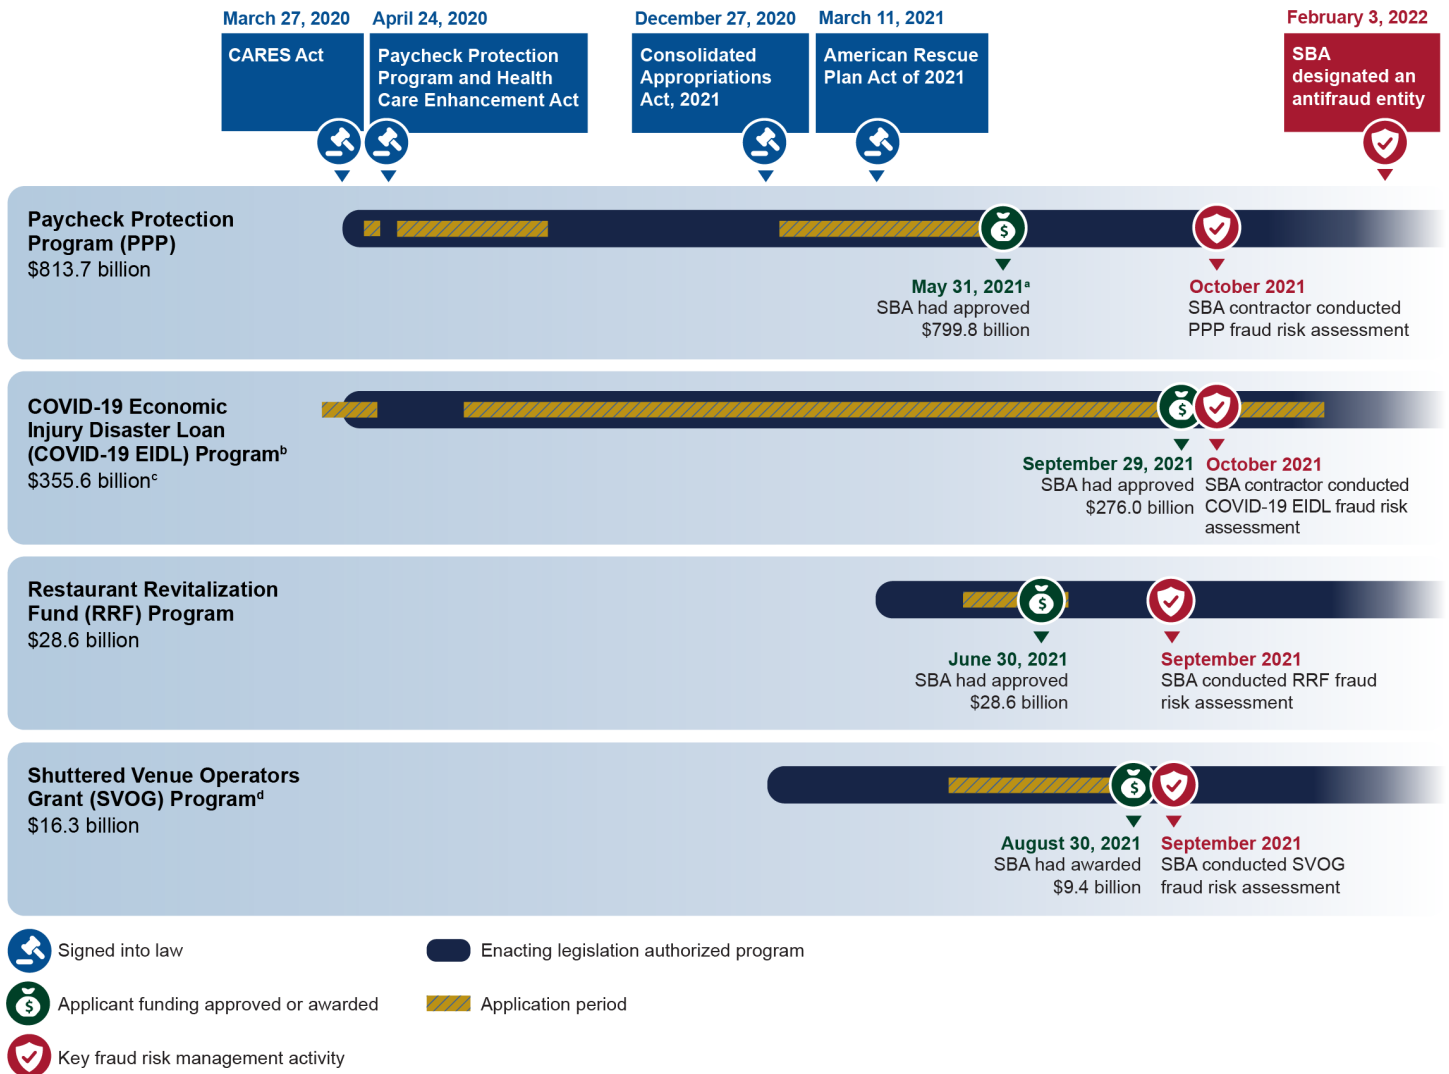 March 27, 2020
CARES Act
April 24, 2020
Paycheck Protection
Program and Health
Care Enhancement Act
December 27, 2020
Consolidated
Appropriations
Act, 2021
March 11, 2021
American Rescue
Plan Act of 2021
February 3, 2022
SBA
designated an
antifraud entity
Paycheck Protection
Program (PPP)
$813.7 billion
$
May 31, 2021ᵃ
SBA had approved
$799.8 billion
October 2021
SBA contractor conducted
PPP fraud risk assessment
COVID-19 Economic
Injury Disaster Loan
(COVID-19 EIDL) Programᵇ
$355.6 billionᶜ
$
September 29, 2021
SBA had approved
$276.0 billion
October 2021
SBA contractor conducted
COVID-19 EIDL fraud risk
assessment
Restaurant Revitalization
Fund (RRF) Program
$28.6 billion
$
June 30, 2021
SBA had approved
$28.6 billion
September 2021
SBA conducted RRF fraud
risk assessment
Shuttered Venue Operators
Grant (SVOG) Programᵈ
$16.3 billion
$
August 30, 2021
SBA had awarded
$9.4 billion
September 2021
SBA conducted SVOG
fraud risk assessment
Signed into law
Enacting legislation authorized program
$
Applicant funding approved or awarded
Application period
Key fraud risk management activity